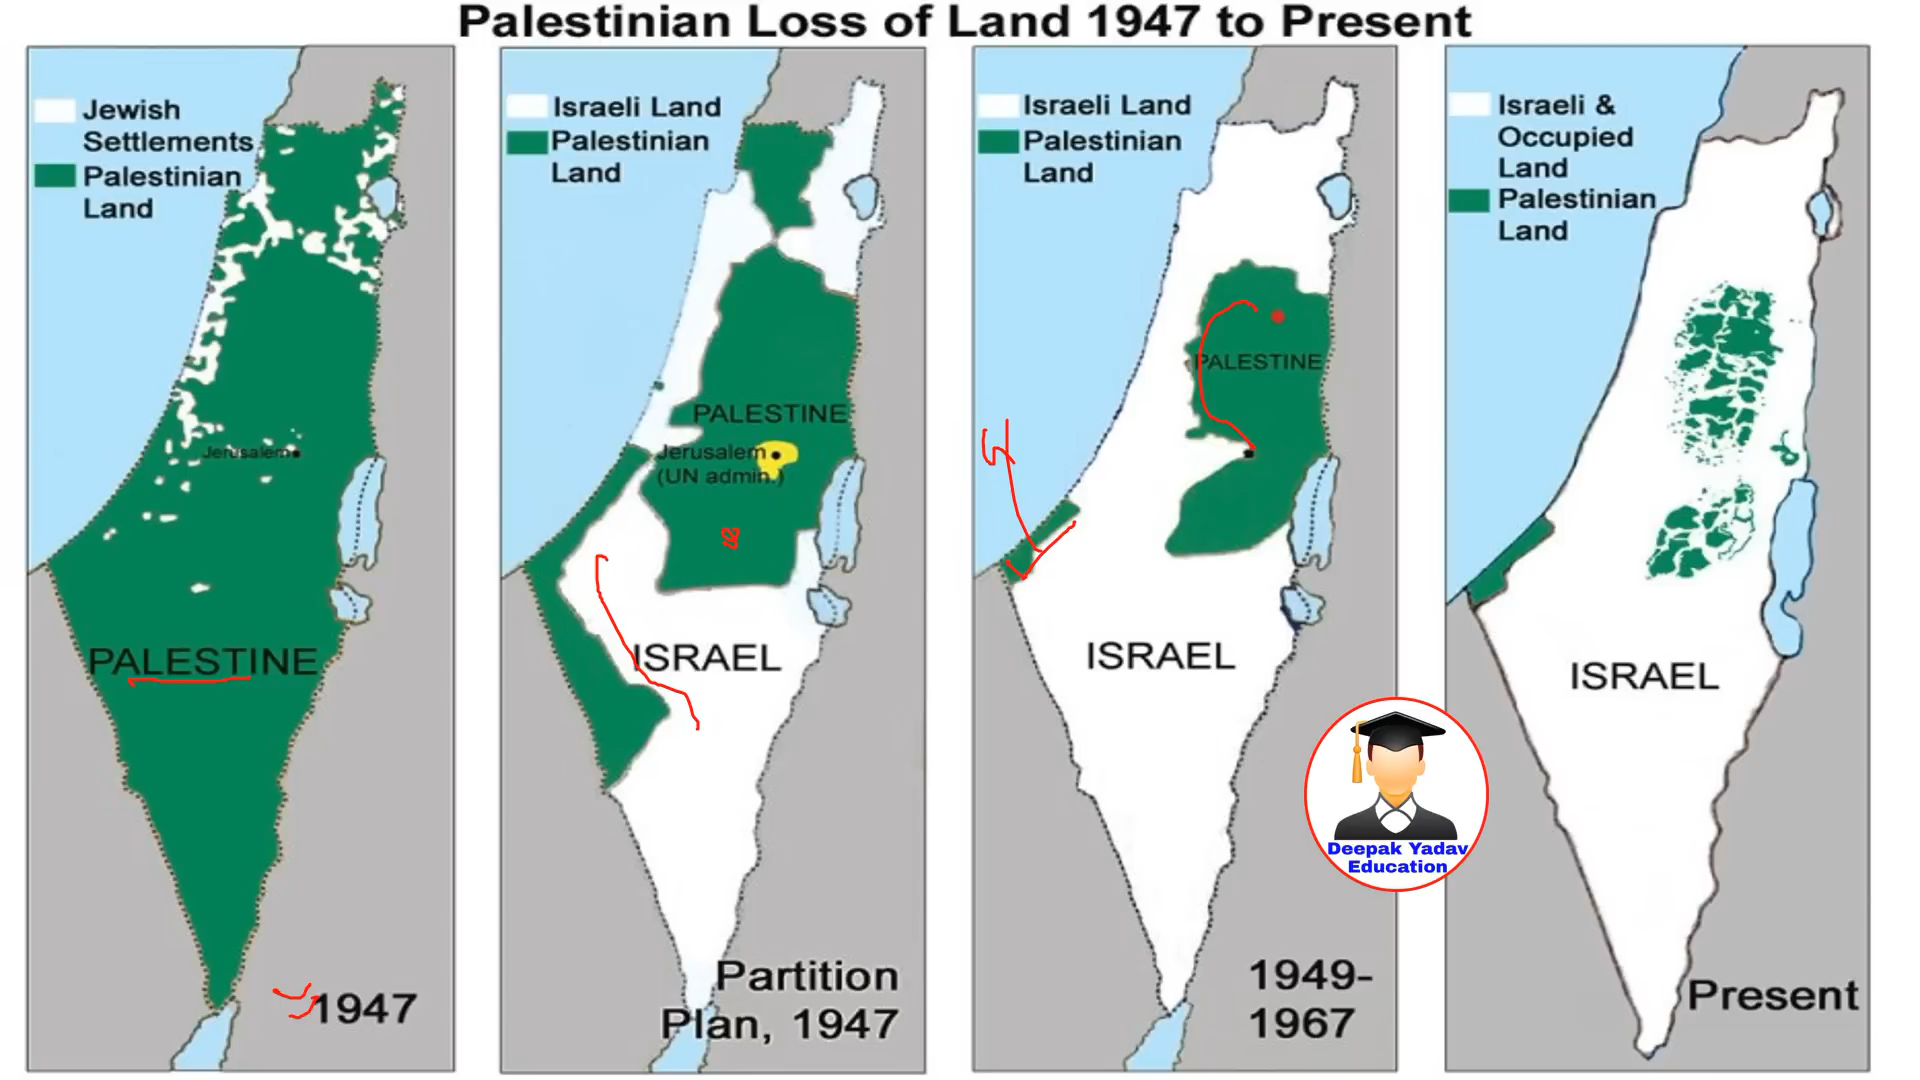 Palestinian Loss of Land 1947 to Present
Jewish
Settlements
Palestinian
Land
Jerusalem
PALESTINE
1947
Israeli Land
Palestinian
Land
PALESTINE
Jerusalem
(UN admin.)
ISRAEL
Partition
Plan, 1947
Israeli Land
Palestinian
Land
PALESTINE
ISRAEL
1949-
1967
Israeli &
Occupied
Land
Palestinian
Land
ISRAEL
Present
Deepak Yadav
Education